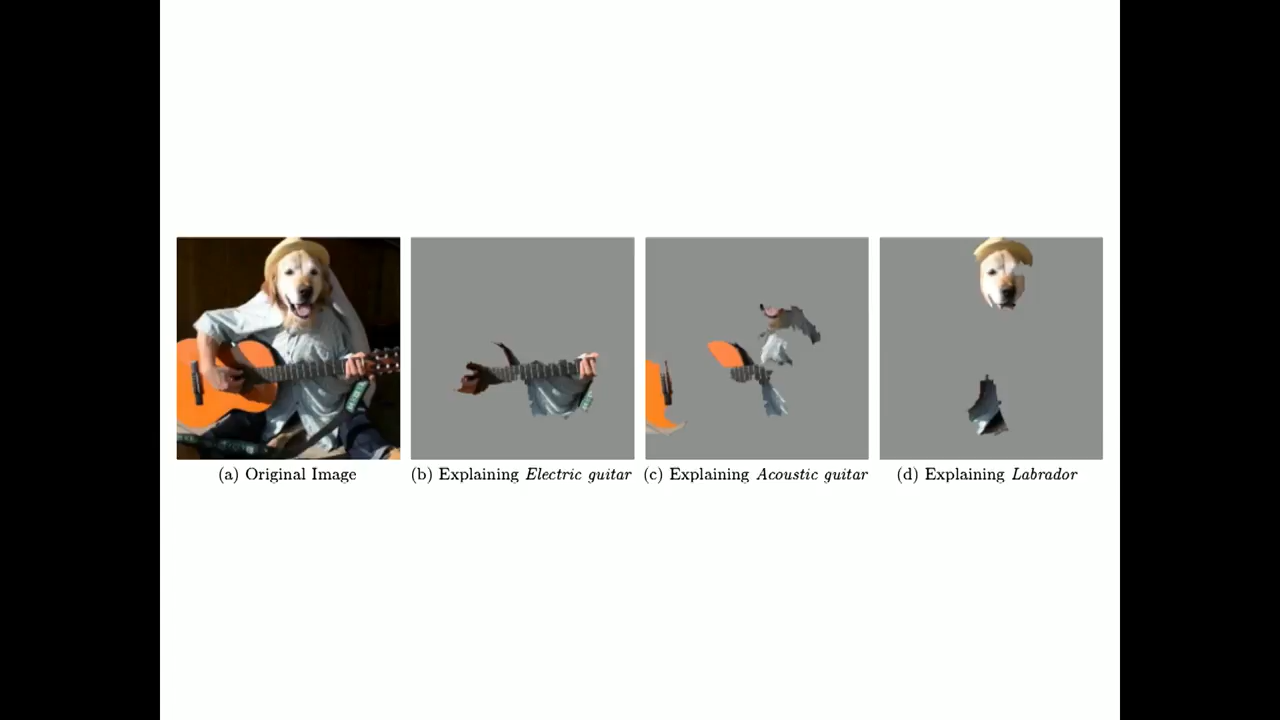 (a) Original Image
(b) Explaining Electric guitar
(c) Explaining Acoustic guitar
(d) Explaining Labrador